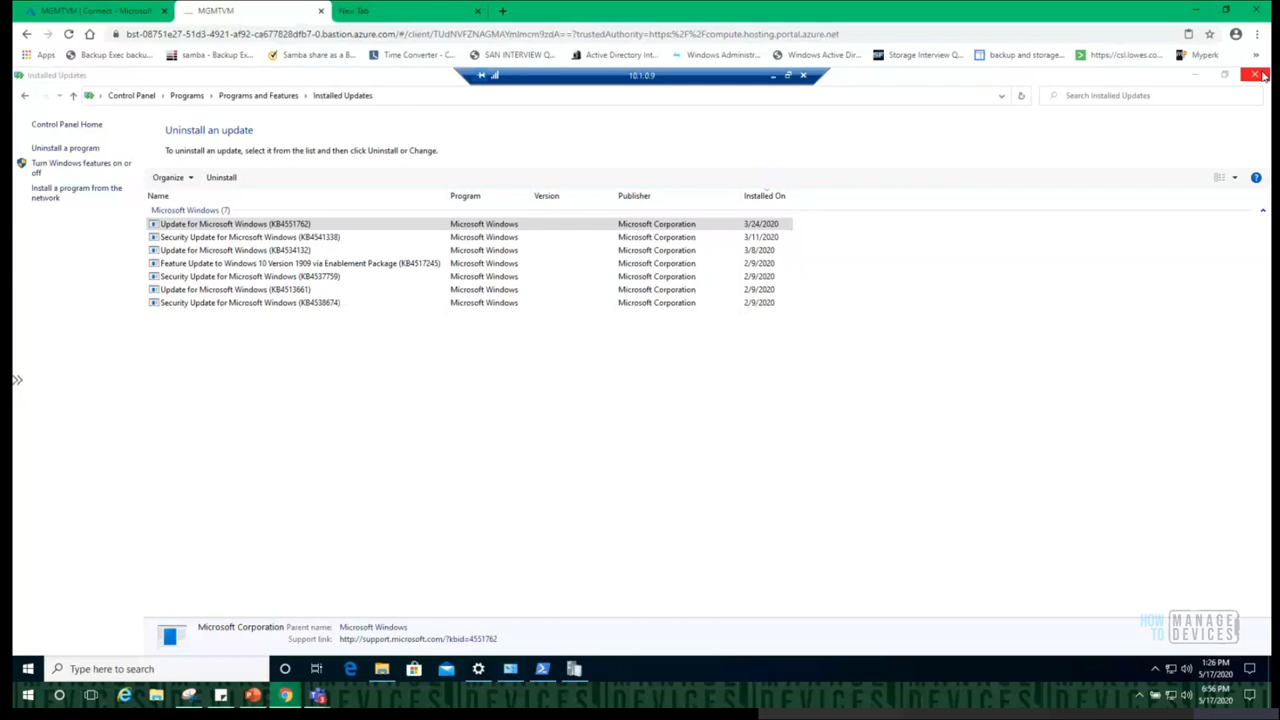 MGMTVM | Connect - Microsoft
MGMTVM
New Tab
bst-08751e27-51d3-4921-af92-ca677828dfb7-0.bastion.azure.com/#/client/TUdNVFZNAGMAYmlmcm9zdA==?trustedAuthority=https%2F%2Fcompute.hosting.portal.azure.net
Apps
Backup Exec backu...
samba - Backup Ex...
Samba share as a B...
Time Converter - C...
SAN INTERVIEW Q...
Active Directory Int...
Windows Administr...
Storage Interview Q...
Windows Active Dir...
backup and storage...
https://csl.lowes.co...
Myperk
Installed Updates
10.1.0.9
Control Panel > Programs > Programs and Features > Installed Updates
Search Installed Updates
Control Panel Home
Uninstall a program
Turn Windows features on or
off
Install a program from the
network
Uninstall an update
To uninstall an update, select it from the list and then click Uninstall or Change.
Organize
Uninstall
Name Program Version Publisher Installed On
Microsoft Windows (7)
Update for Microsoft Windows (KB4551762) Microsoft Windows Microsoft Corporation 3/24/2020
Security Update for Microsoft Windows (KB4541338) Microsoft Windows Microsoft Corporation 3/11/2020
Update for Microsoft Windows (KB4534132) Microsoft Windows Microsoft Corporation 3/8/2020
Feature Update to Windows 10 Version 1909 via Enablement Package (KB4517245) Microsoft Windows Microsoft Corporation 2/9/2020
Security Update for Microsoft Windows (KB4537759) Microsoft Windows Microsoft Corporation 2/9/2020
Update for Microsoft Windows (KB4513661) Microsoft Windows Microsoft Corporation 2/9/2020
Security Update for Microsoft Windows (KB4538674) Microsoft Windows Microsoft Corporation 2/9/2020
Microsoft Corporation Parent name: Microsoft Windows
Support link: http://support.microsoft.com/?kbid=4551762
HOW TO MANAGE DEVICES
Type here to search
1:26 PM
5/17/2020
6:56 PM
5/17/2020